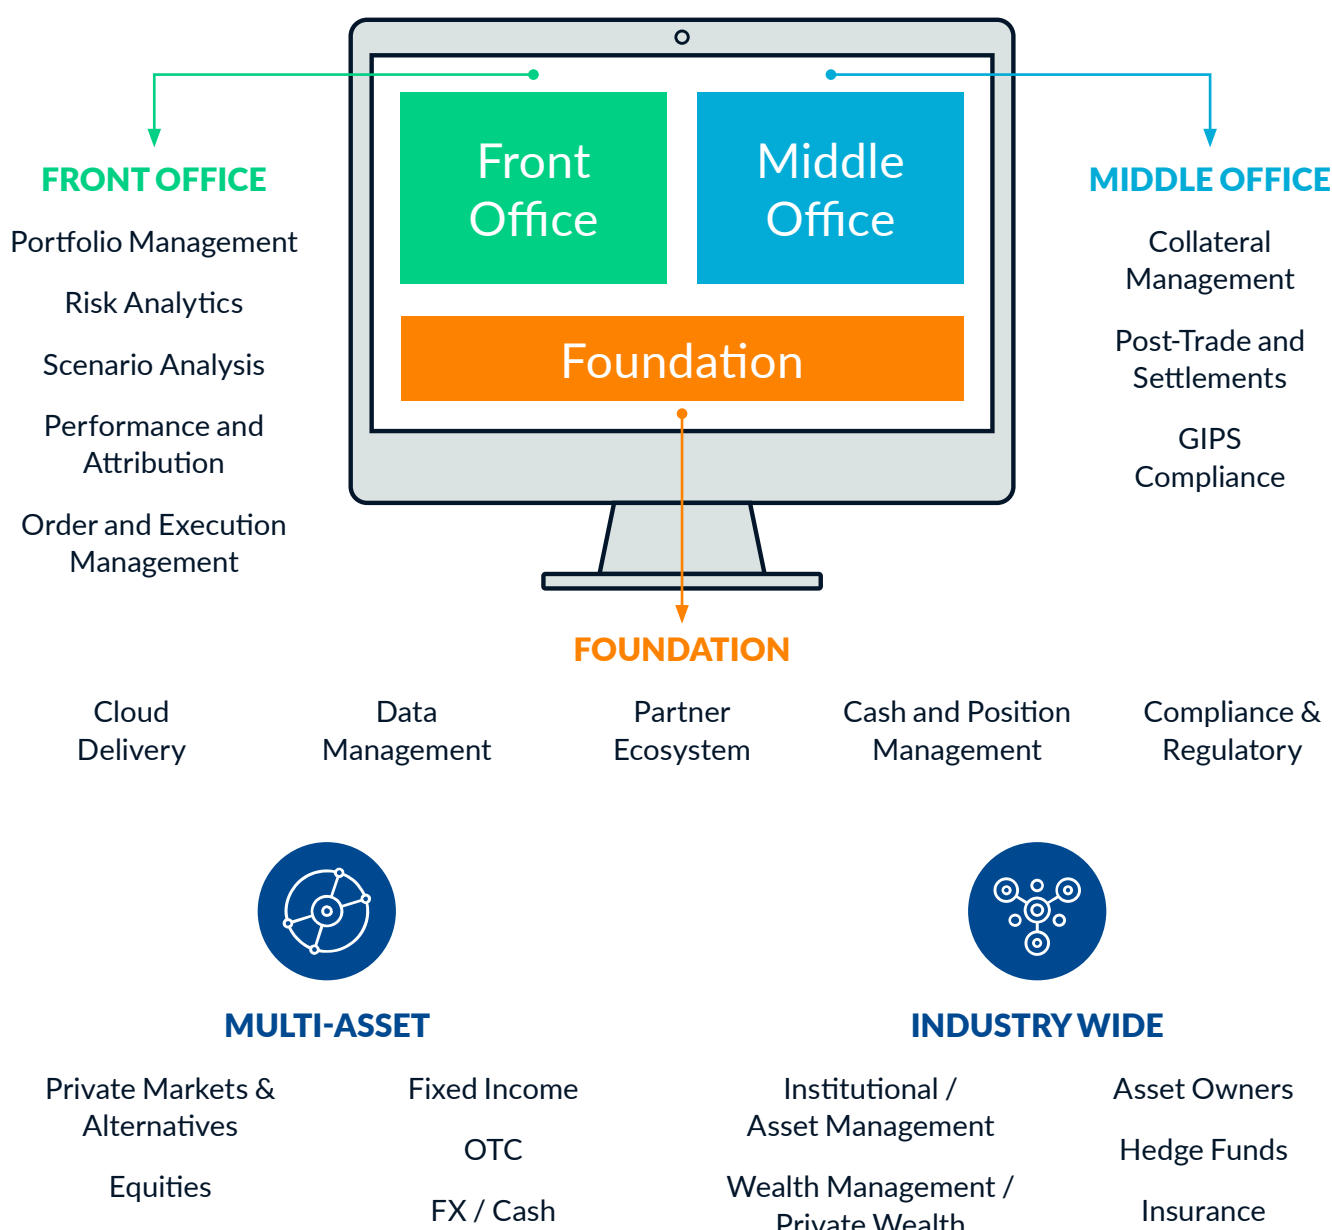 Front
Office
Middle
Office
Foundation
FRONT OFFICE
Portfolio Management
Risk Analytics
Scenario Analysis
Performance and
Attribution
Order and Execution
Management
MIDDLE OFFICE
Collateral
Management
Post-Trade and
Settlements
GIPS
Compliance
FOUNDATION
Cloud
Delivery
Data
Management
Partner
Ecosystem
Cash and Position
Management
Compliance &
Regulatory
MULTI-ASSET
Private Markets &
Alternatives
Equities
Fixed Income
OTC
FX / Cash
INDUSTRY WIDE
Institutional /
Asset Management
Wealth Management /
Private Wealth
Asset Owners
Hedge Funds
Insurance